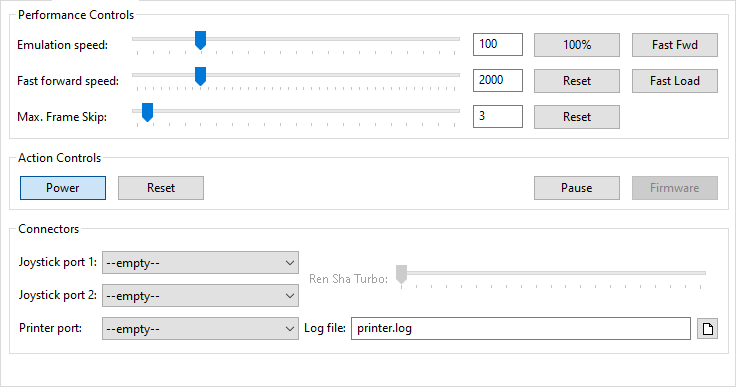 Performance Controls
Emulation speed: 100 100% Fast Fwd
Fast forward speed: 2000 Reset Fast Load
Max. Frame Skip: 3 Reset
Action Controls
Power Reset Pause Firmware
Connectors
Joystick port 1: --empty--
Ren Sha Turbo:
Joystick port 2: --empty--
Printer port: --empty-- Log file: printer.log